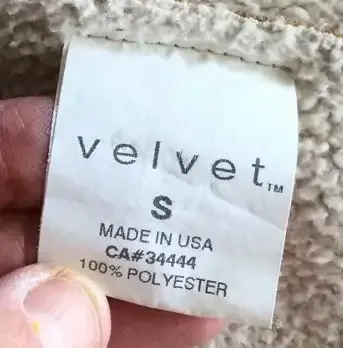 velvet™
S
MADE IN USA
CA#34444
100% POLYESTER